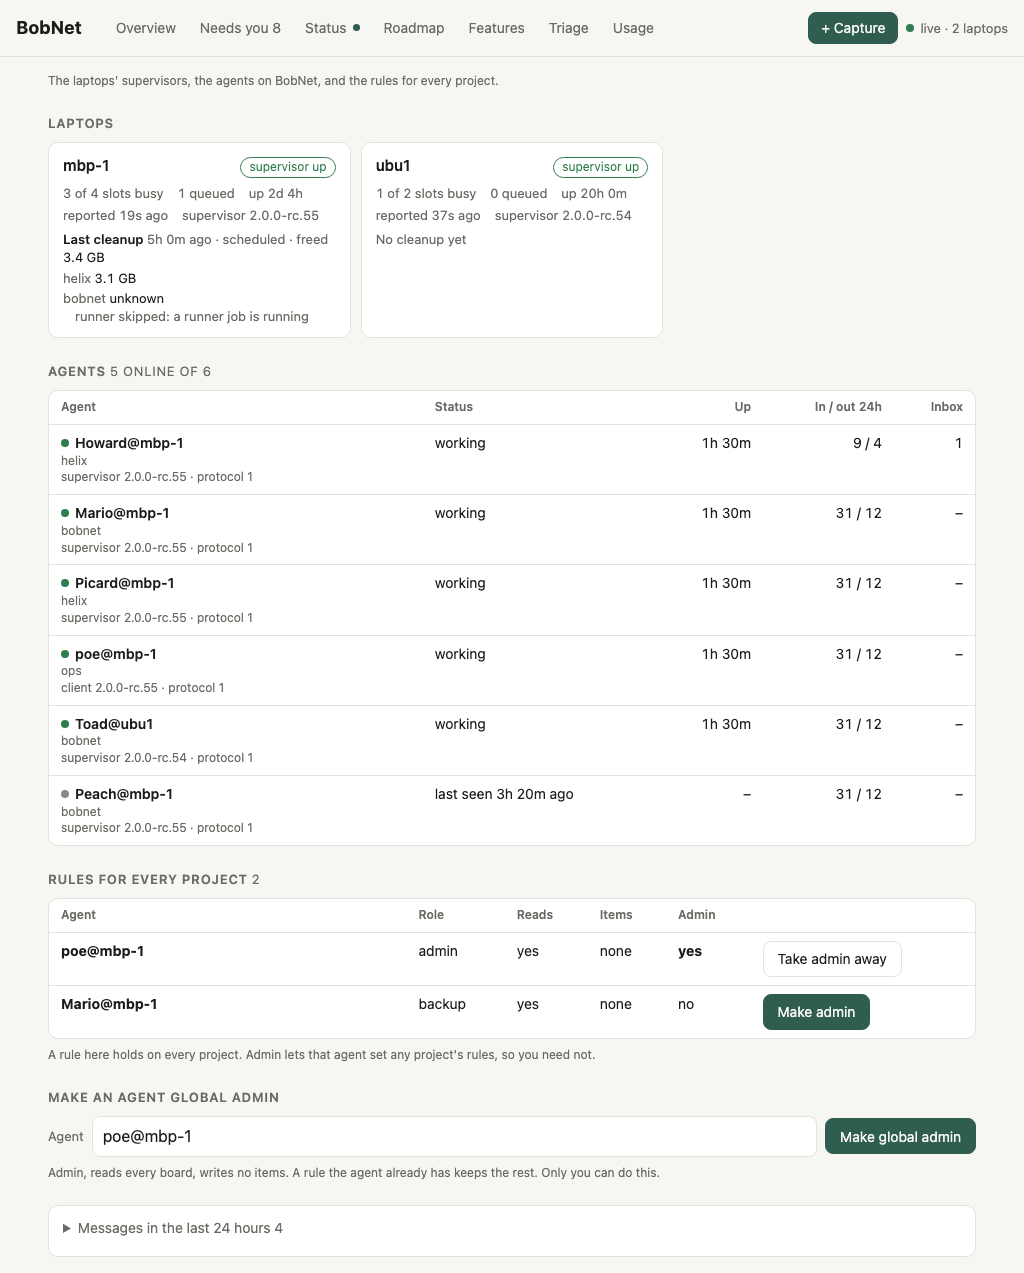 BobNet
Overview
Needs you 8
Status
Roadmap
Features
Triage
Usage
+ Capture
live · 2 laptops
The laptops' supervisors, the agents on BobNet, and the rules for every project.
LAPTOPS
mbp-1
supervisor up
3 of 4 slots busy 1 queued up 2d 4h
reported 19s ago supervisor 2.0.0-rc.55
Last cleanup 5h 0m ago · scheduled · freed
3.4 GB
helix 3.1 GB
bobnet unknown
runner skipped: a runner job is running
ubu1
supervisor up
1 of 2 slots busy 0 queued up 20h 0m
reported 37s ago supervisor 2.0.0-rc.54
No cleanup yet
AGENTS 5 ONLINE OF 6
Agent Status Up In / out 24h Inbox
Howard@mbp-1 working 1h 30m 9 / 4 1
helix
supervisor 2.0.0-rc.55 · protocol 1
Mario@mbp-1 working 1h 30m 31 / 12 –
bobnet
supervisor 2.0.0-rc.55 · protocol 1
Picard@mbp-1 working 1h 30m 31 / 12 –
helix
supervisor 2.0.0-rc.55 · protocol 1
poe@mbp-1 working 1h 30m 31 / 12 –
ops
client 2.0.0-rc.55 · protocol 1
Toad@ubu1 working 1h 30m 31 / 12 –
bobnet
supervisor 2.0.0-rc.54 · protocol 1
Peach@mbp-1 last seen 3h 20m ago – 31 / 12 –
bobnet
supervisor 2.0.0-rc.55 · protocol 1
RULES FOR EVERY PROJECT 2
Agent Role Reads Items Admin
poe@mbp-1 admin yes none yes Take admin away
Mario@mbp-1 backup yes none no Make admin
A rule here holds on every project. Admin lets that agent set any project's rules, so you need not.
MAKE AN AGENT GLOBAL ADMIN
Agent poe@mbp-1 Make global admin
Admin, reads every board, writes no items. A rule the agent already has keeps the rest. Only you can do this.
Messages in the last 24 hours 4